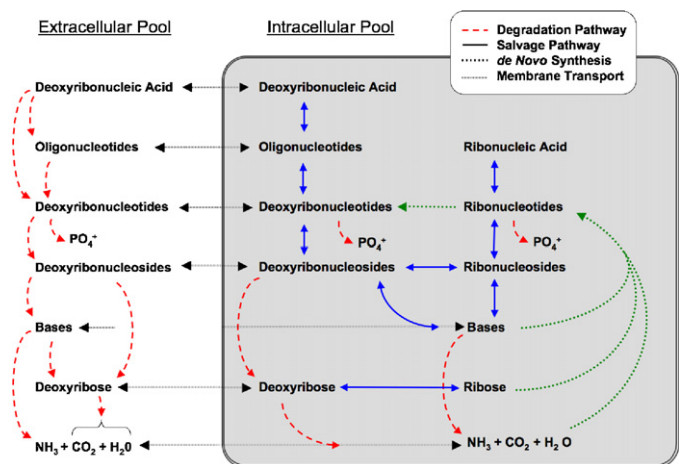 Extracellular Pool
Intracellular Pool
Degradation Pathway
Salvage Pathway
de Novo Synthesis
Membrane Transport
Deoxyribonucleic Acid
Deoxyribonucleic Acid
Oligonucleotides
Oligonucleotides
Ribonucleic Acid
Deoxyribonucleotides
Deoxyribonucleotides
Ribonucleotides
PO₄⁺
PO₄⁺
PO₄⁺
Deoxyribonucleosides
Deoxyribonucleosides
Ribonucleosides
Bases
Bases
Deoxyribose
Deoxyribose
Ribose
NH₃ + CO₂ + H₂0
NH₃ + CO₂ + H₂ O